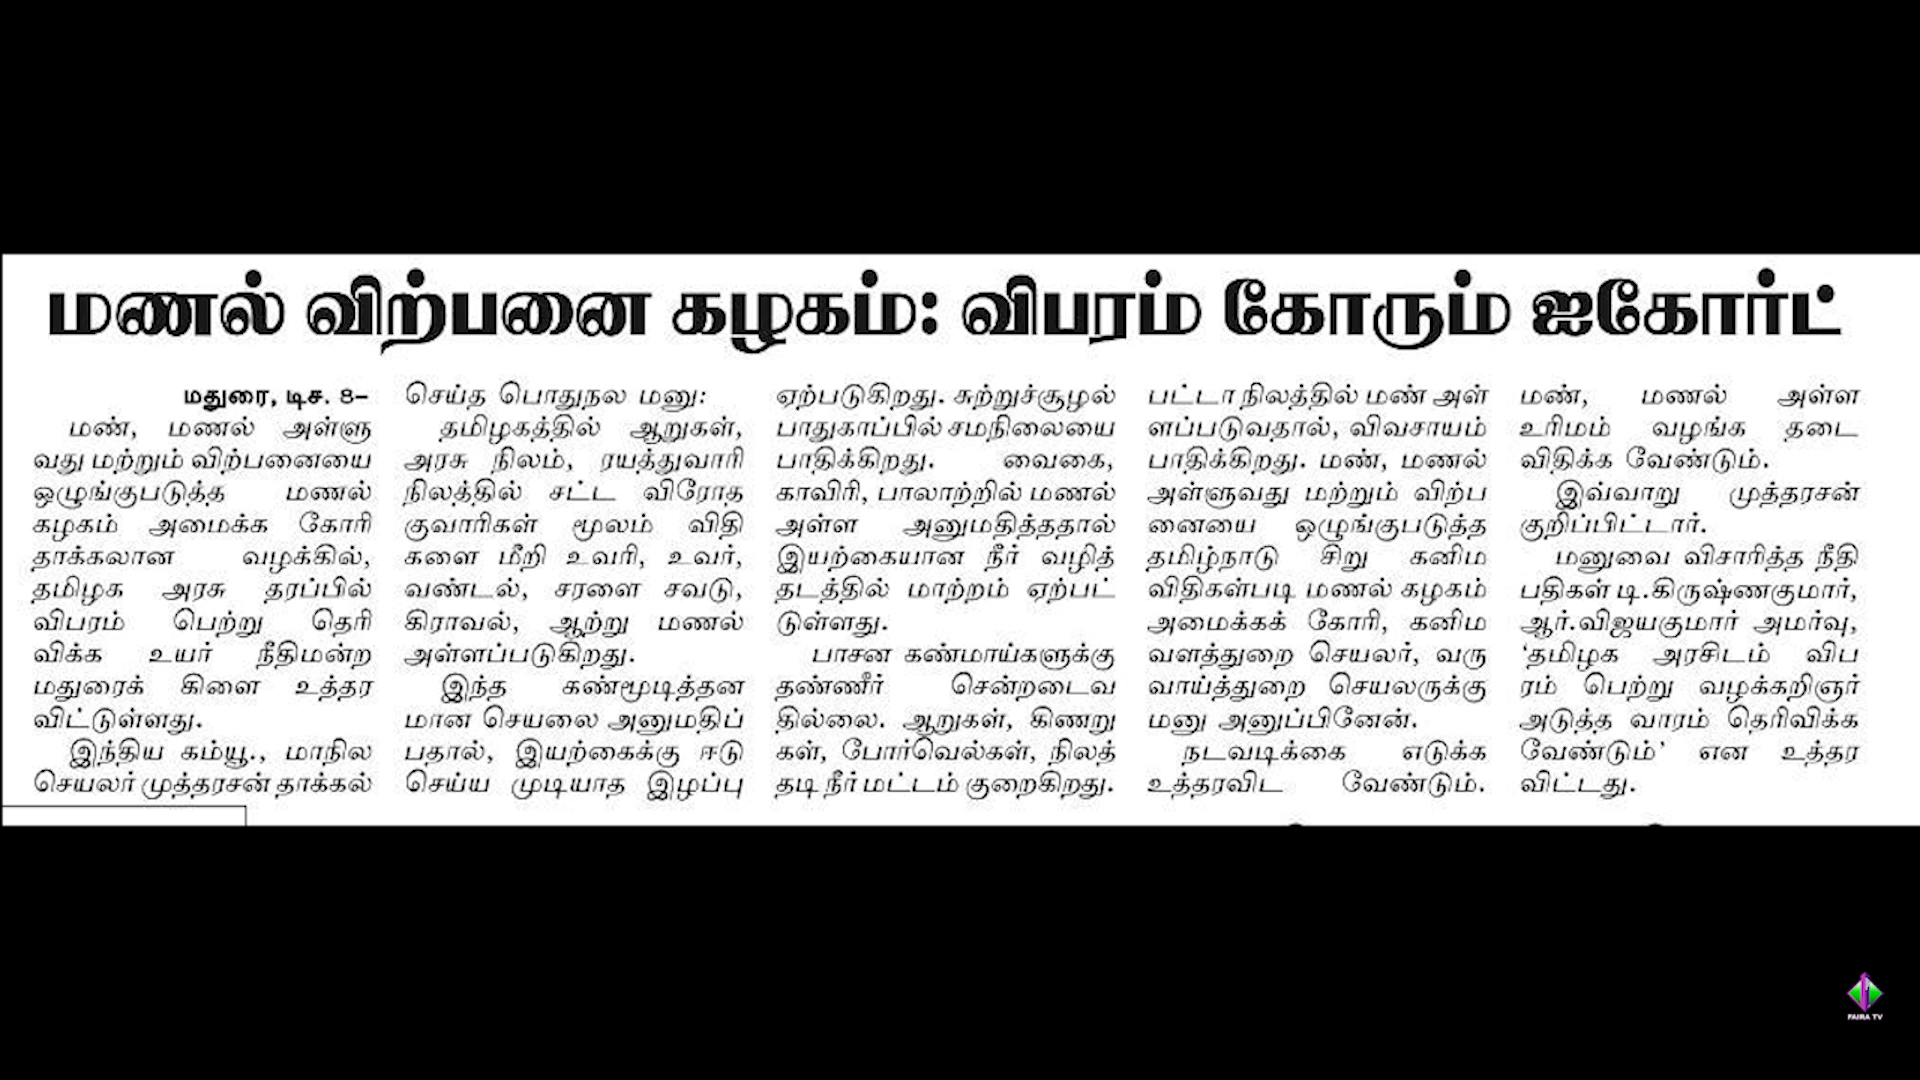 மணல் விற்பனை கழகம்: விபரம் கோரும் ஐகோர்ட்
மதுரை, டிச. 8–
மண், மணல் அள்ளு
வது மற்றும் விற்பனையை
ஒழுங்குபடுத்த மணல்
கழகம் அமைக்க கோரி
தாக்கலான வழக்கில்,
தமிழக அரசு தரப்பில்
விபரம் பெற்று தெரி
விக்க உயர் நீதிமன்ற
மதுரைக் கிளை உத்தர
விட்டுள்ளது.
இந்திய கம்யூ., மாநில
செயலர் முத்தரசன் தாக்கல்
செய்த பொதுநல மனு:
தமிழகத்தில் ஆறுகள்,
அரசு நிலம், ரயத்துவாரி
நிலத்தில் சட்ட விரோத
குவாரிகள் மூலம் விதி
களை மீறி உவரி, உவர்,
வண்டல், சரளை சவடு,
கிராவல், ஆற்று மணல்
அள்ளப்படுகிறது.
இந்த கண்மூடித்தன
மான செயலை அனுமதிப்
பதால், இயற்கைக்கு ஈடு
செய்ய முடியாத இழப்பு
ஏற்படுகிறது. சுற்றுச்சூழல்
பாதுகாப்பில் சமநிலையை
பாதிக்கிறது. வைகை,
காவிரி, பாலாற்றில் மணல்
அள்ள அனுமதித்ததால்
இயற்கையான நீர் வழித்
தடத்தில் மாற்றம் ஏற்பட்
டுள்ளது.
பாசன கண்மாய்களுக்கு
தண்ணீர் சென்றடைவ
தில்லை. ஆறுகள், கிணறு
கள், போர்வெல்கள், நிலத்
தடி நீர் மட்டம் குறைகிறது.
பட்டா நிலத்தில் மண் அள்
ளப்படுவதால், விவசாயம்
பாதிக்கிறது. மண், மணல்
அள்ளுவது மற்றும் விற்ப
னையை ஒழுங்குபடுத்த
தமிழ்நாடு சிறு கனிம
விதிகள்படி மணல் கழகம்
அமைக்கக் கோரி, கனிம
வளத்துறை செயலர், வரு
வாய்த்துறை செயலருக்கு
மனு அனுப்பினேன்.
நடவடிக்கை எடுக்க
உத்தரவிட வேண்டும்.
மண், மணல் அள்ள
உரிமம் வழங்க தடை
விதிக்க வேண்டும்.
இவ்வாறு முத்தரசன்
குறிப்பிட்டார்.
மனுவை விசாரித்த நீதி
பதிகள் டி.கிருஷ்ணகுமார்,
ஆர்.விஜயகுமார் அமர்வு,
'தமிழக அரசிடம் விப
ரம் பெற்று வழக்கறிஞர்
அடுத்த வாரம் தெரிவிக்க
வேண்டும்' என உத்தர
விட்டது.
FAIRA TV